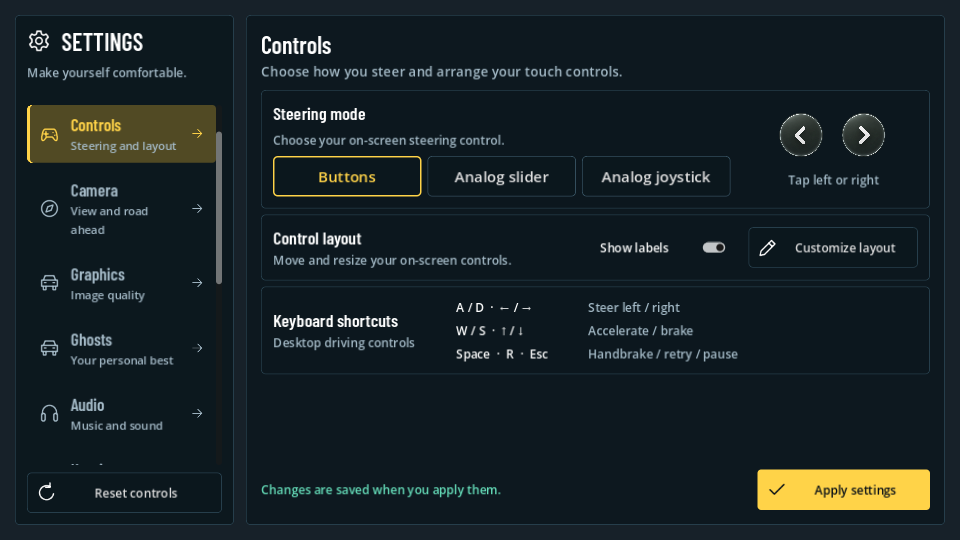 SETTINGS
Make yourself comfortable.
Controls
Steering and layout
Camera
View and road
ahead
Graphics
Image quality
Ghosts
Your personal best
Audio
Music and sound
Reset controls
Controls
Choose how you steer and arrange your touch controls.
Steering mode
Choose your on-screen steering control.
Buttons
Analog slider
Analog joystick
Tap left or right
Control layout
Move and resize your on-screen controls.
Show labels
Customize layout
Keyboard shortcuts
Desktop driving controls
A / D · ← / → Steer left / right
W / S · ↑ / ↓ Accelerate / brake
Space · R · Esc Handbrake / retry / pause
Changes are saved when you apply them.
Apply settings